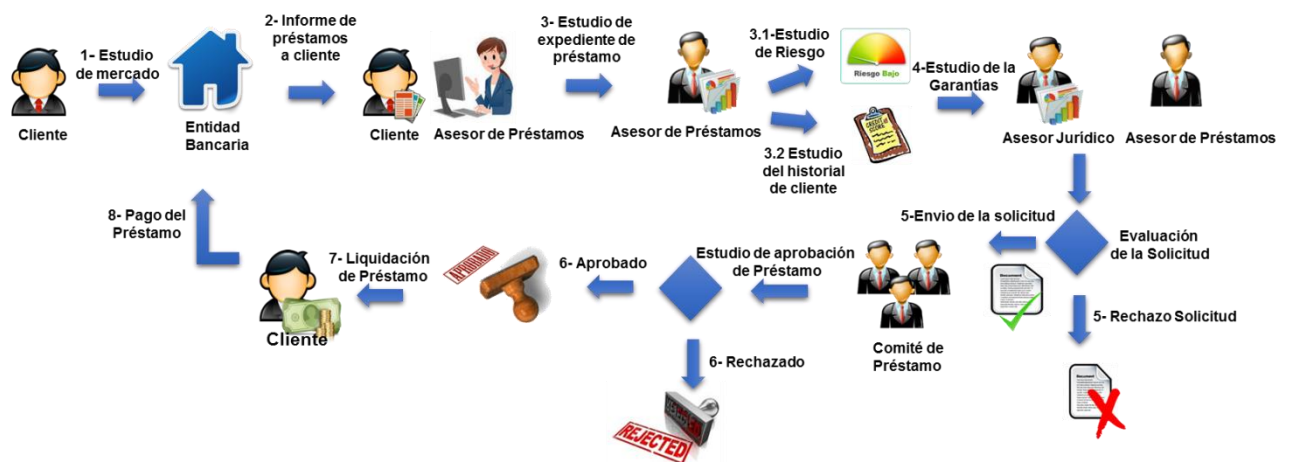 1- Estudio
de mercado
Cliente
Entidad
Bancaria
2- Informe de
préstamos
a cliente
Cliente
Asesor de Préstamos
3- Estudio de
expediente de
préstamo
Asesor de Préstamos
3.1-Estudio
de Riesgo
Riesgo Bajo
3.2 Estudio
del historial
de cliente
CREDIT
SCORE
4-Estudio de la
Garantías
Asesor Jurídico
Asesor de Préstamos
Evaluación
de la Solicitud
5-Envio de la solicitud
Document
5- Rechazo Solicitud
Document
Comité de
Préstamo
Estudio de aprobación
de Préstamo
6- Aprobado
APROBADO
6- Rechazado
REJECTED
7- Liquidación
de Préstamo
Cliente
8- Pago del
Préstamo